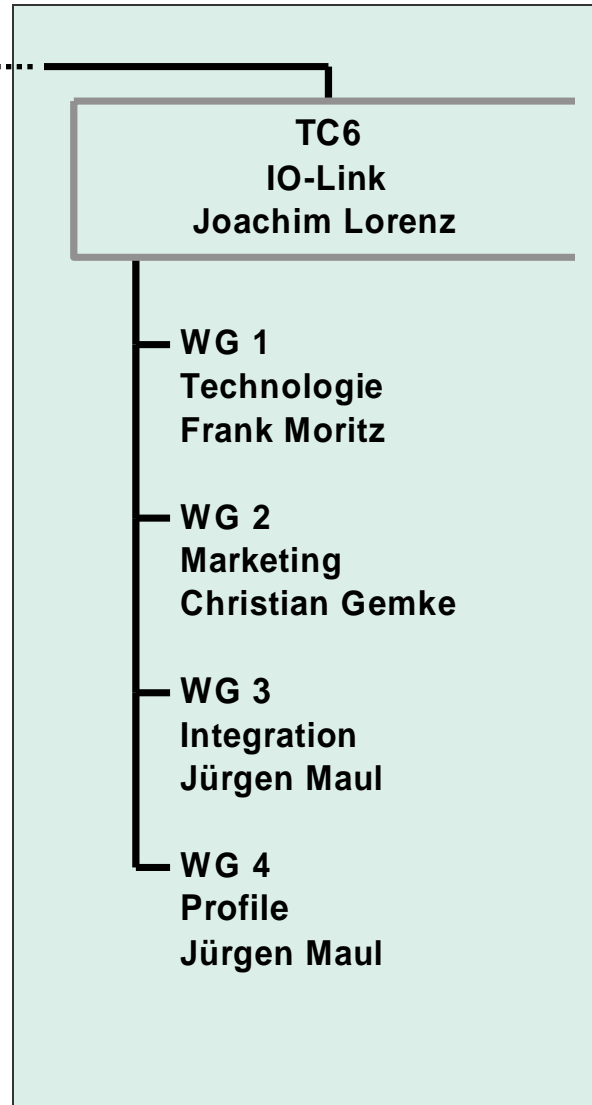 TC6
IO-Link
Joachim Lorenz
WG 1
Technologie
Frank Moritz
WG 2
Marketing
Christian Gemke
WG 3
Integration
Jürgen Maul
WG 4
Profile
Jürgen Maul